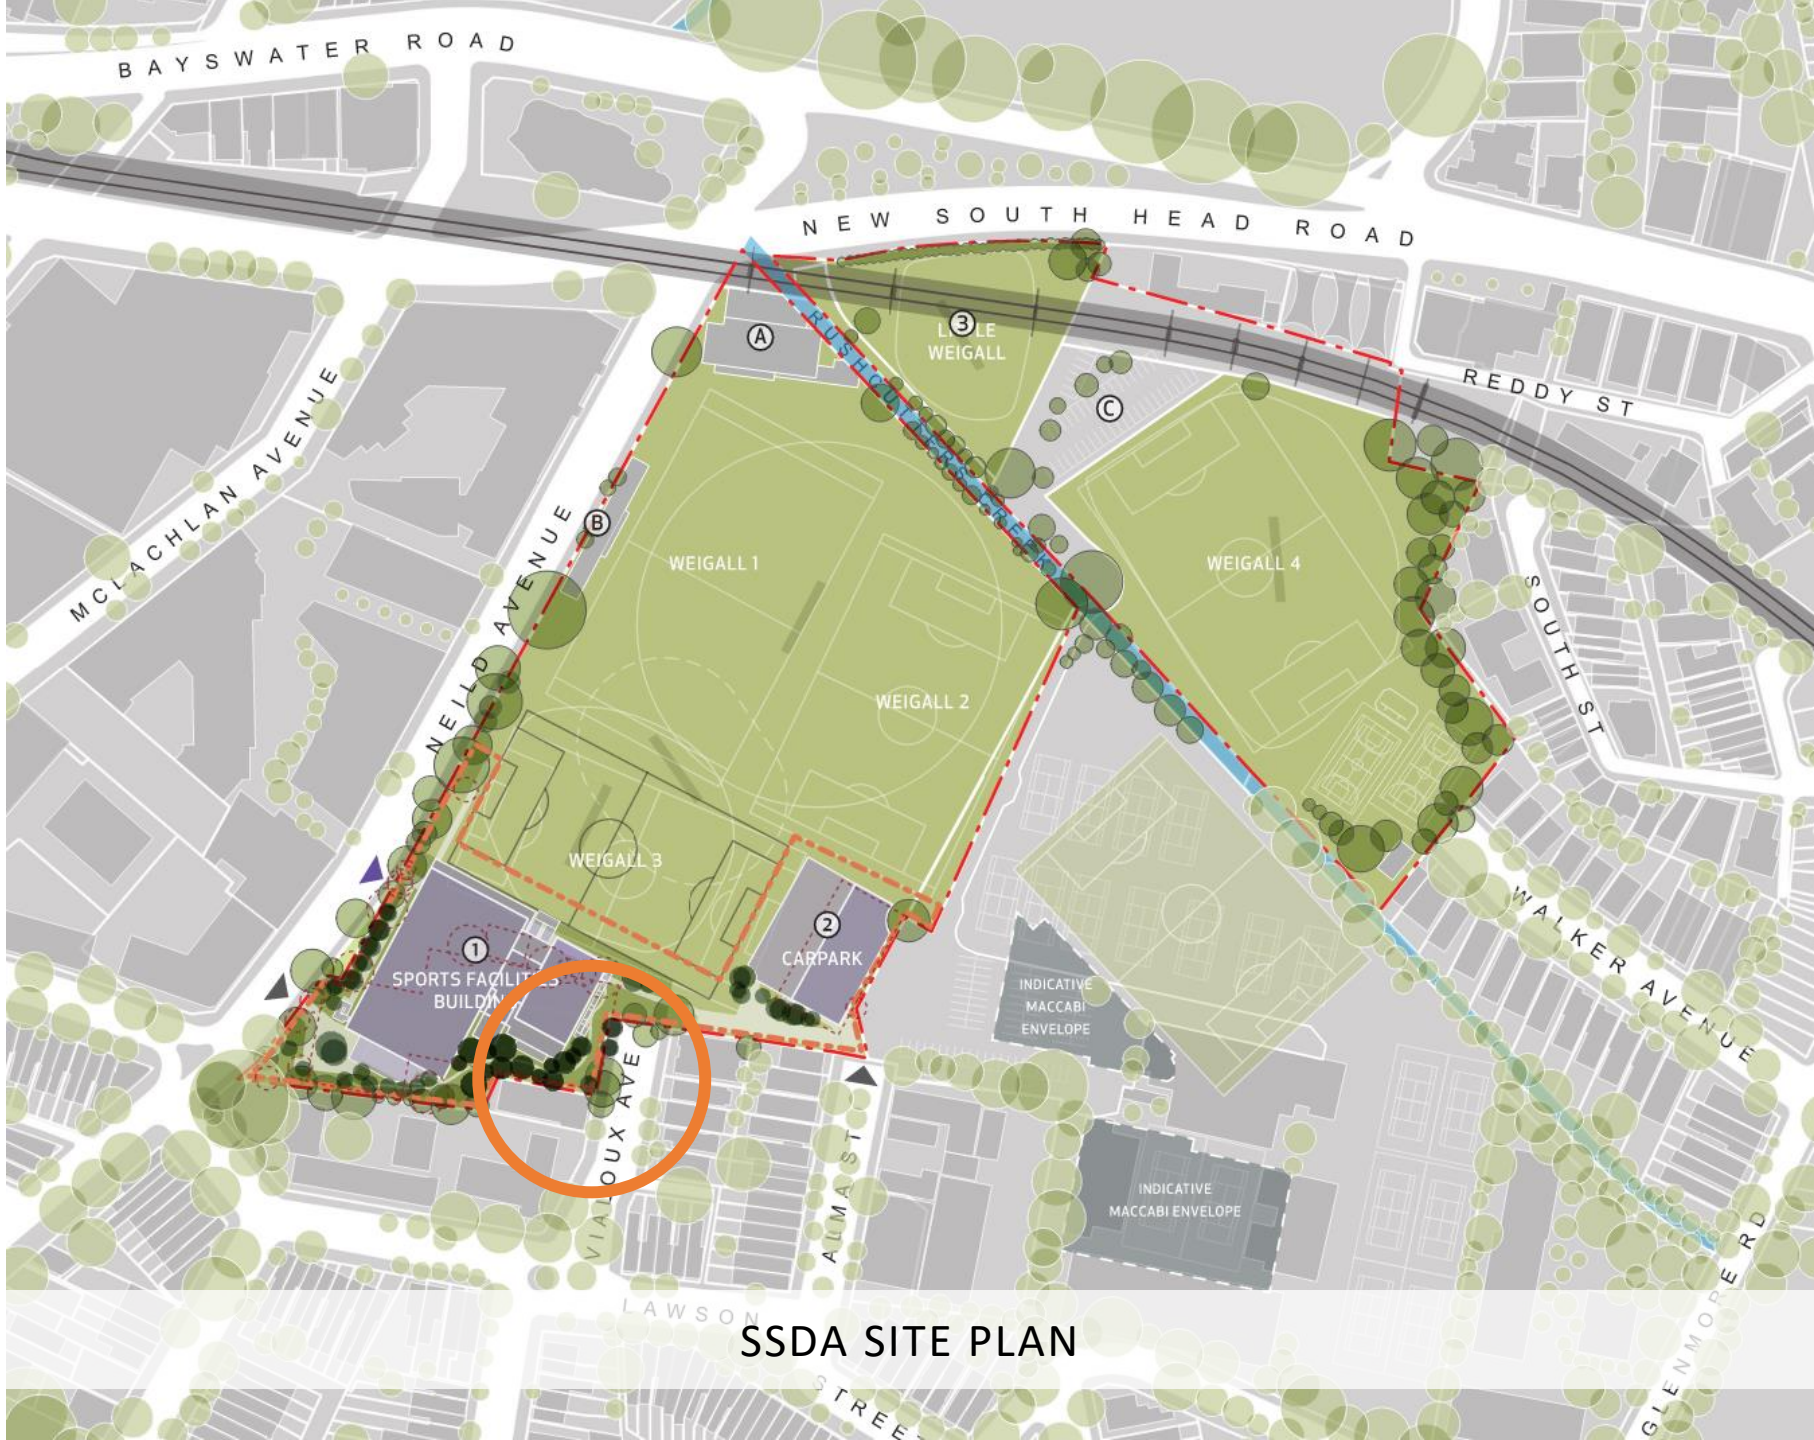 BAYSWATER ROAD
NEW SOUTH HEAD ROAD
A
RUSHCUTTERS CREEK
3
LITTLE
WEIGALL
C
REDDY ST
MCLACHLAN AVENUE
NEILD AVENUE
B
WEIGALL 1
WEIGALL 4
SOUTH ST
WEIGALL 2
WEIGALL 3
WALKER AVENUE
1
SPORTS FACILITIES
BUILDING
2
CARPARK
INDICATIVE
MACCABI
ENVELOPE
VIALOUX AVE
ALMA ST
INDICATIVE
MACCABI ENVELOPE
GLENMORE RD
LAWSON
STREET
SSDA SITE PLAN